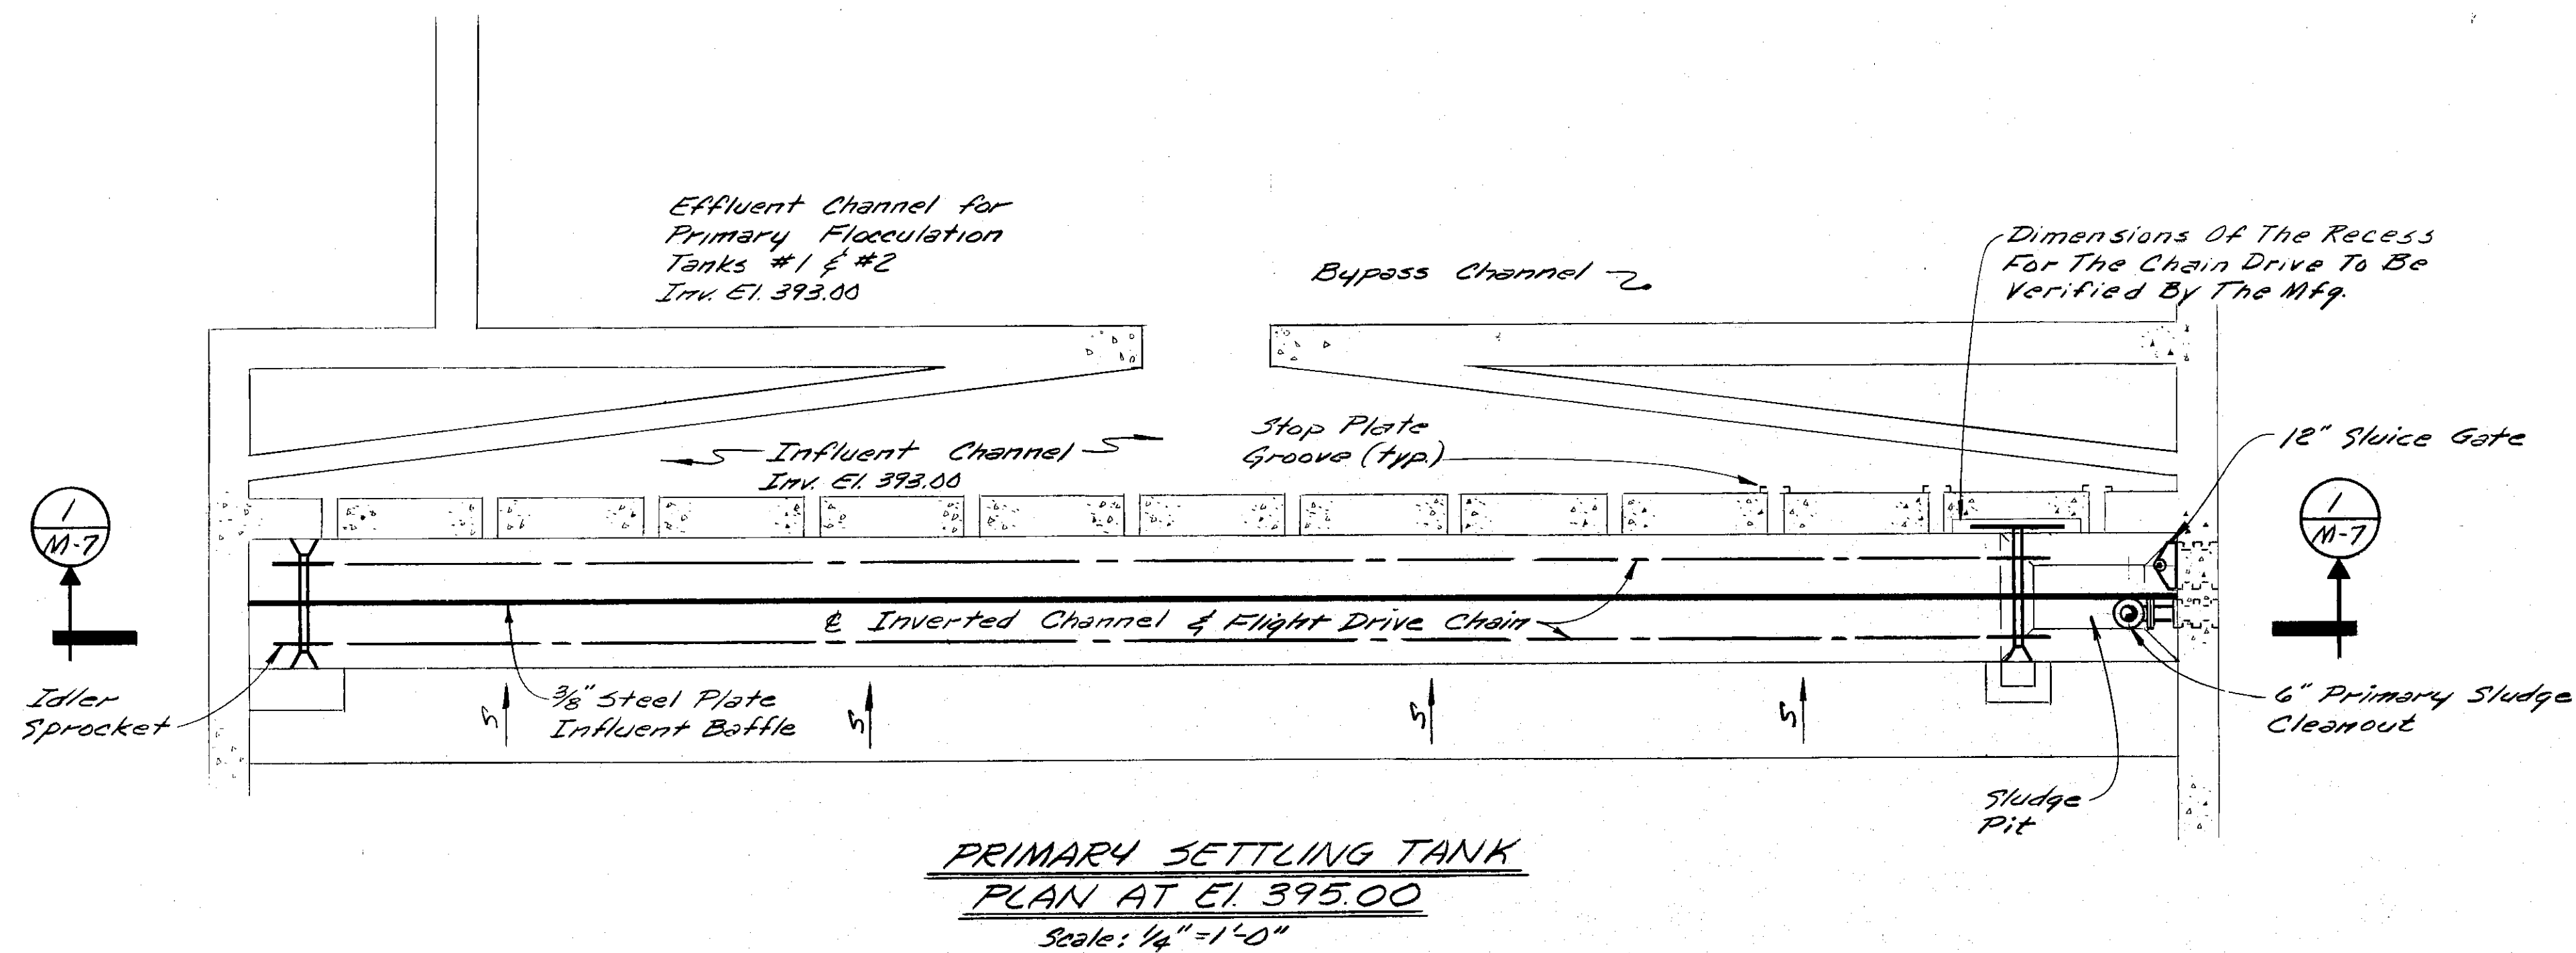 Effluent Channel for
Primary Flocculation
Tanks #1 & #2
Inv. El. 393.00
Bypass Channel
Dimensions Of The Recess
For The Chain Drive To Be
Verified By The Mfg.
Influent Channel
Inv. El. 393.00
Stop Plate
Groove (typ.)
12" Sluice Gate
1
M-7
1
M-7
℄ Inverted Channel & Flight Drive Chain
Idler
Sprocket
3/8" Steel Plate
Influent Baffle
S
S
S
S
6" Primary Sludge
Cleanout
Sludge
Pit
PRIMARY SETTLING TANK
PLAN AT El. 395.00
Scale: 1/4" = 1'-0"